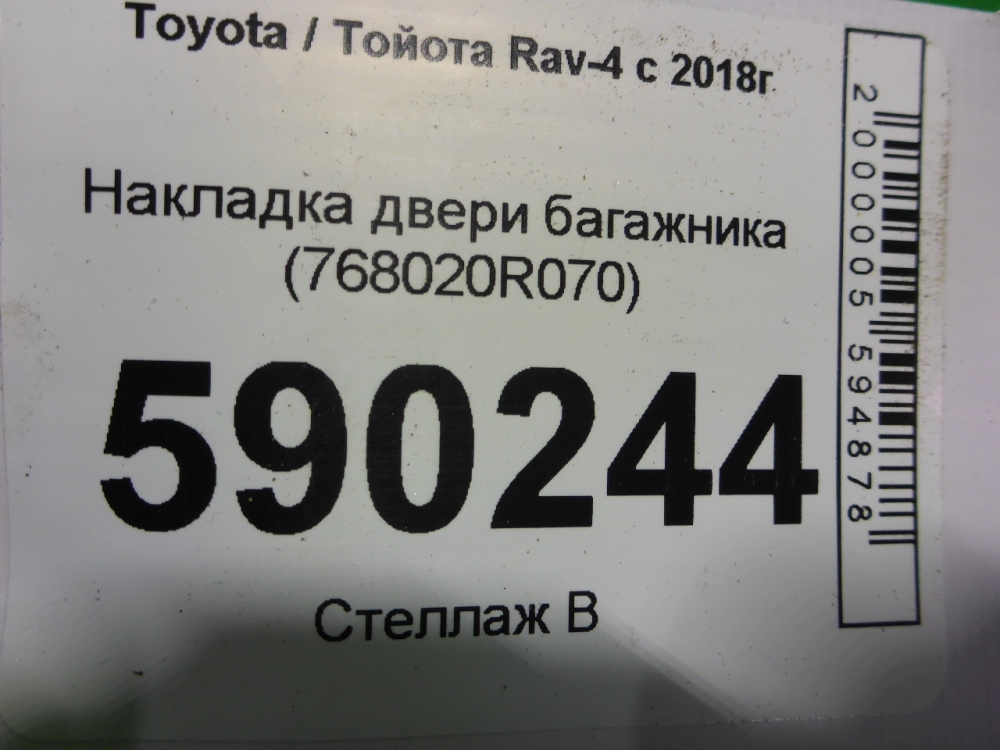 Toyota / Тойота Rav-4 с 2018г
Накладка двери багажника
(768020R070)
590244
Стеллаж В
2000005594878